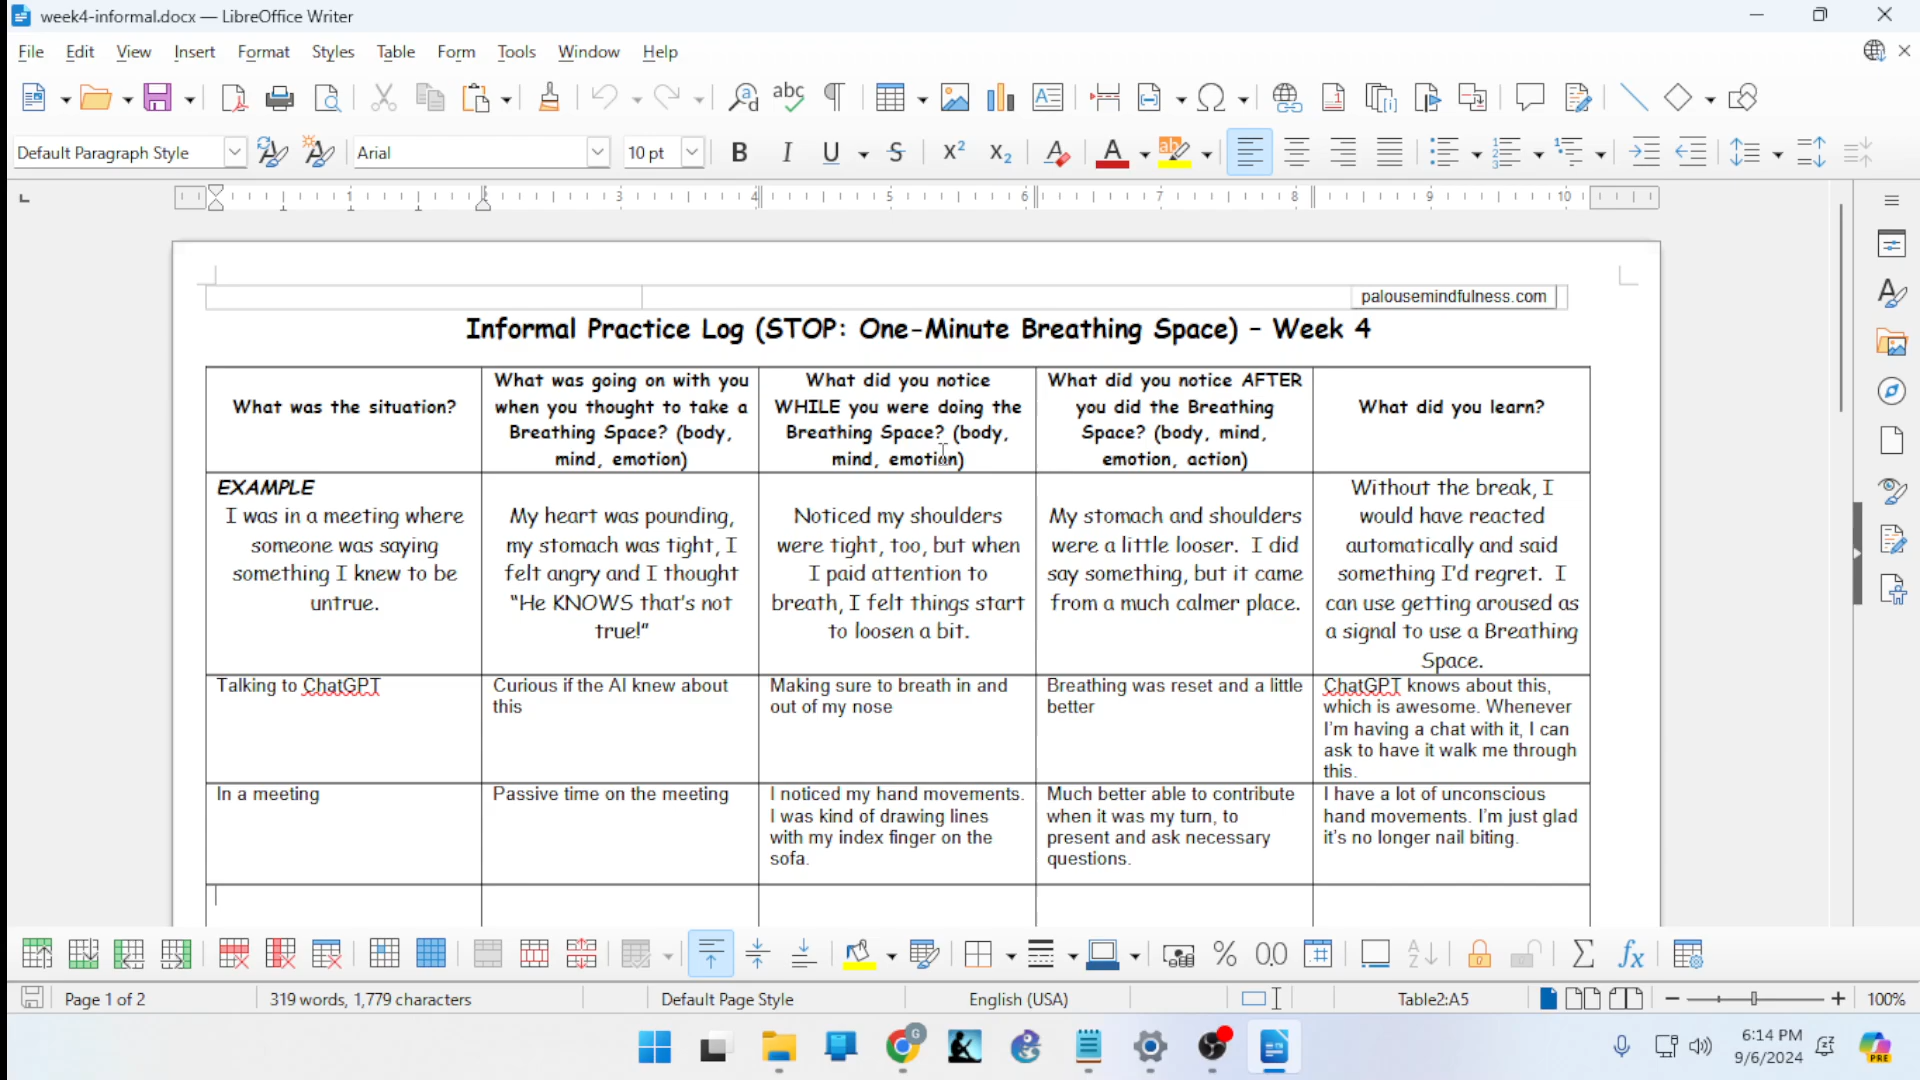 week4-informal.docx — LibreOffice Writer
File Edit View Insert Format Styles Table Form Tools Window Help
Default Paragraph Style
Arial
10 pt
1 3 4 5 6 7 8 9 10
palousemindfulness.com
Informal Practice Log (STOP: One-Minute Breathing Space) – Week 4
What was the situation?
What was going on with you
when you thought to take a
Breathing Space? (body,
mind, emotion)
What did you notice
WHILE you were doing the
Breathing Space? (body,
mind, emotion)
What did you notice AFTER
you did the Breathing
Space? (body, mind,
emotion, action)
What did you learn?
EXAMPLE
I was in a meeting where
someone was saying
something I knew to be
untrue.
My heart was pounding,
my stomach was tight, I
felt angry and I thought
"He KNOWS that's not
true!"
Noticed my shoulders
were tight, too, but when
I paid attention to
breath, I felt things start
to loosen a bit.
My stomach and shoulders
were a little looser. I did
say something, but it came
from a much calmer place.
Without the break, I
would have reacted
automatically and said
something I'd regret. I
can use getting aroused as
a signal to use a Breathing
Space.
Talking to ChatGPT
Curious if the AI knew about
this
Making sure to breath in and
out of my nose
Breathing was reset and a little
better
ChatGPT knows about this,
which is awesome. Whenever
I'm having a chat with it, I can
ask to have it walk me through
this.
In a meeting
Passive time on the meeting
I noticed my hand movements.
I was kind of drawing lines
with my index finger on the
sofa.
Much better able to contribute
when it was my turn, to
present and ask necessary
questions.
I have a lot of unconscious
hand movements. I'm just glad
it's no longer nail biting.
Page 1 of 2
319 words, 1,779 characters
Default Page Style
English (USA)
Table2:A5
100%
6:14 PM
9/6/2024
PRE